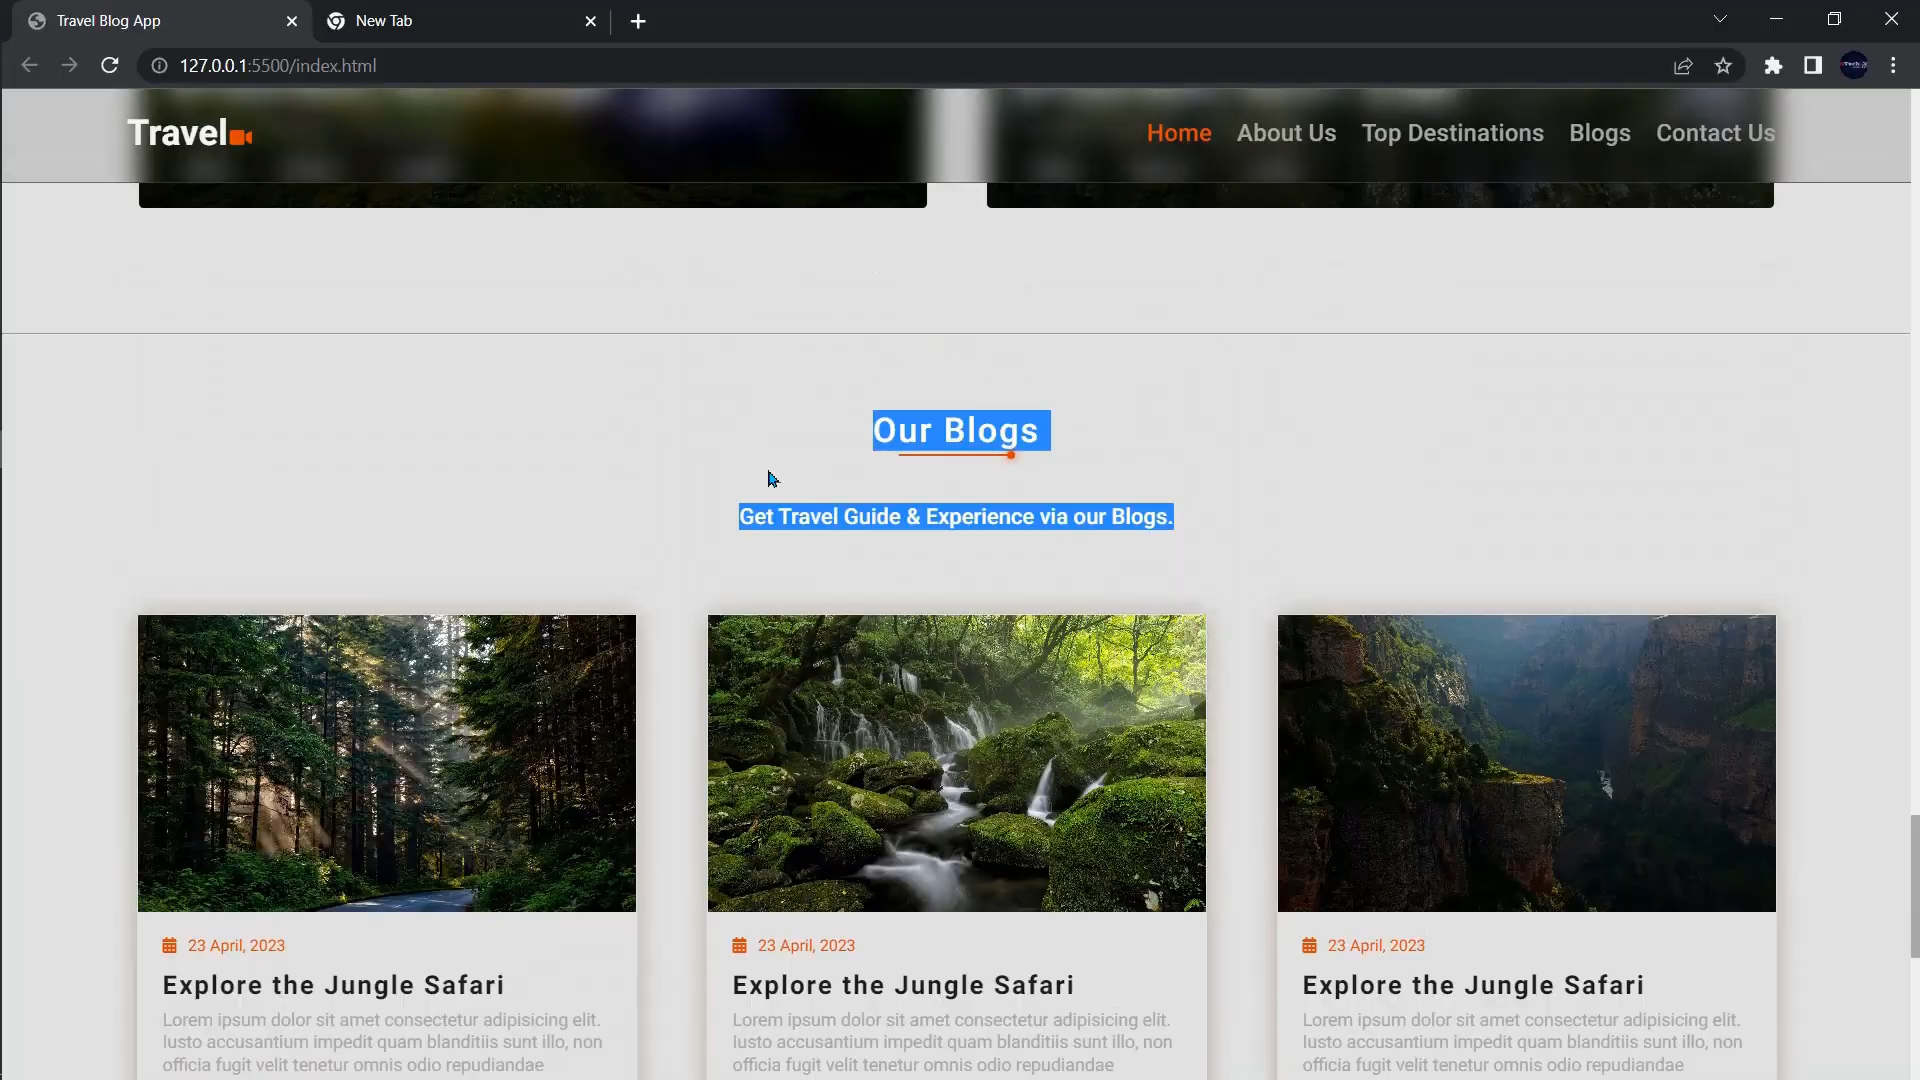 Travel Blog App
New Tab
127.0.0.1:5500/index.html
Travel
Home About Us Top Destinations Blogs Contact Us
Our Blogs
Get Travel Guide & Experience via our Blogs.
23 April, 2023
Explore the Jungle Safari
Lorem ipsum dolor sit amet consectetur adipisicing elit.
Iusto accusantium impedit quam blanditiis sunt illo, non
officia fugit velit tenetur omnis odio repudiandae
23 April, 2023
Explore the Jungle Safari
Lorem ipsum dolor sit amet consectetur adipisicing elit.
Iusto accusantium impedit quam blanditiis sunt illo, non
officia fugit velit tenetur omnis odio repudiandae
23 April, 2023
Explore the Jungle Safari
Lorem ipsum dolor sit amet consectetur adipisicing elit.
Iusto accusantium impedit quam blanditiis sunt illo, non
officia fugit velit tenetur omnis odio repudiandae